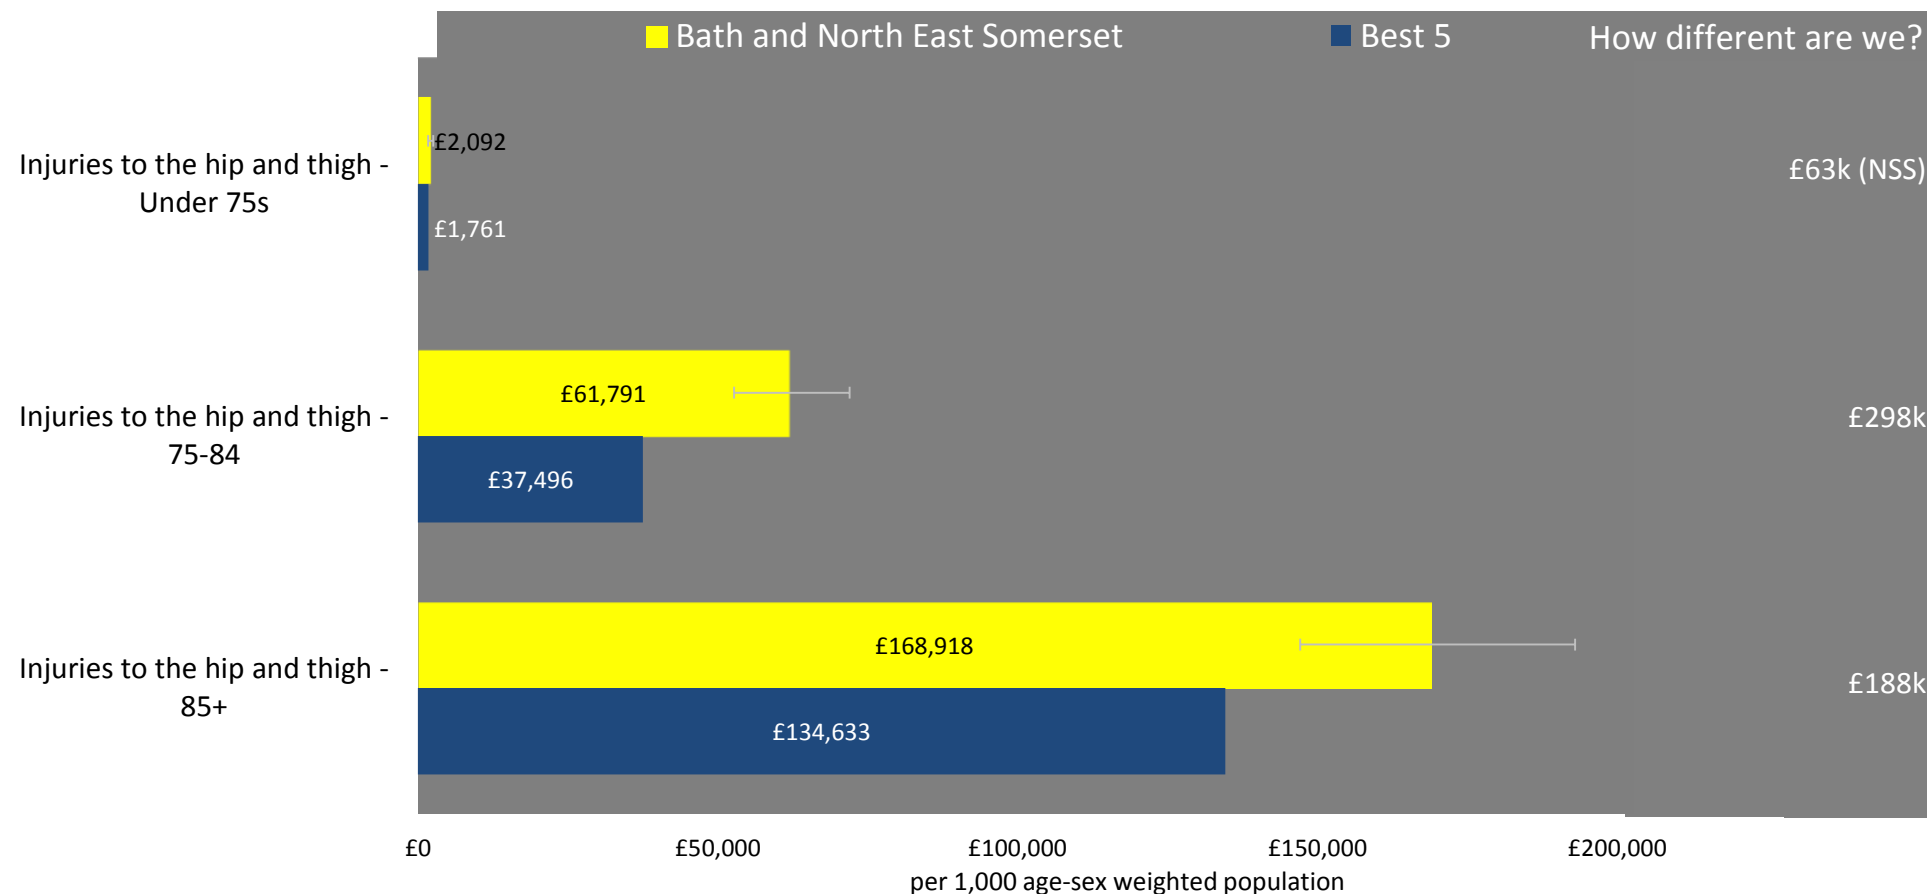 Bath and North East Somerset
Best 5
How different are we?
Injuries to the hip and thigh -
Under 75s
£2,092
£1,761
£63k (NSS)
Injuries to the hip and thigh -
75-84
£61,791
£37,496
£298k
Injuries to the hip and thigh -
85+
£168,918
£134,633
£188k
£0 £50,000 £100,000 £150,000 £200,000
per 1,000 age-sex weighted population